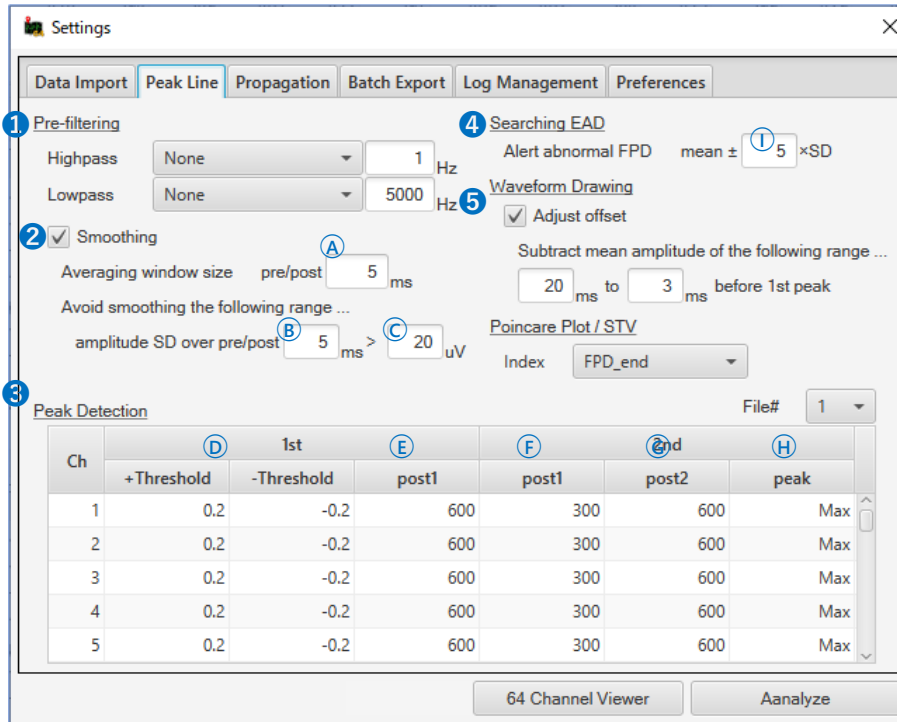 Settings
Data Import Peak Line Propagation Batch Export Log Management Preferences
1 Pre-filtering
Highpass None 1 Hz
Lowpass None 5000 Hz
2 Smoothing
A
Averaging window size pre/post 5 ms
Avoid smoothing the following range ...
B C
amplitude SD over pre/post 5 ms > 20 uV
4 Searching EAD
I
Alert abnormal FPD mean ± 5 ×SD
5 Waveform Drawing
Adjust offset
Subtract mean amplitude of the following range ...
20 ms to 3 ms before 1st peak
Poincare Plot / STV
Index FPD_end
3 Peak Detection
File# 1
Ch D 1st E F G 2nd H
+Threshold -Threshold post1 post1 post2 peak
1 0.2 -0.2 600 300 600 Max
2 0.2 -0.2 600 300 600 Max
3 0.2 -0.2 600 300 600 Max
4 0.2 -0.2 600 300 600 Max
5 0.2 -0.2 600 300 600 Max
64 Channel Viewer Aanalyze